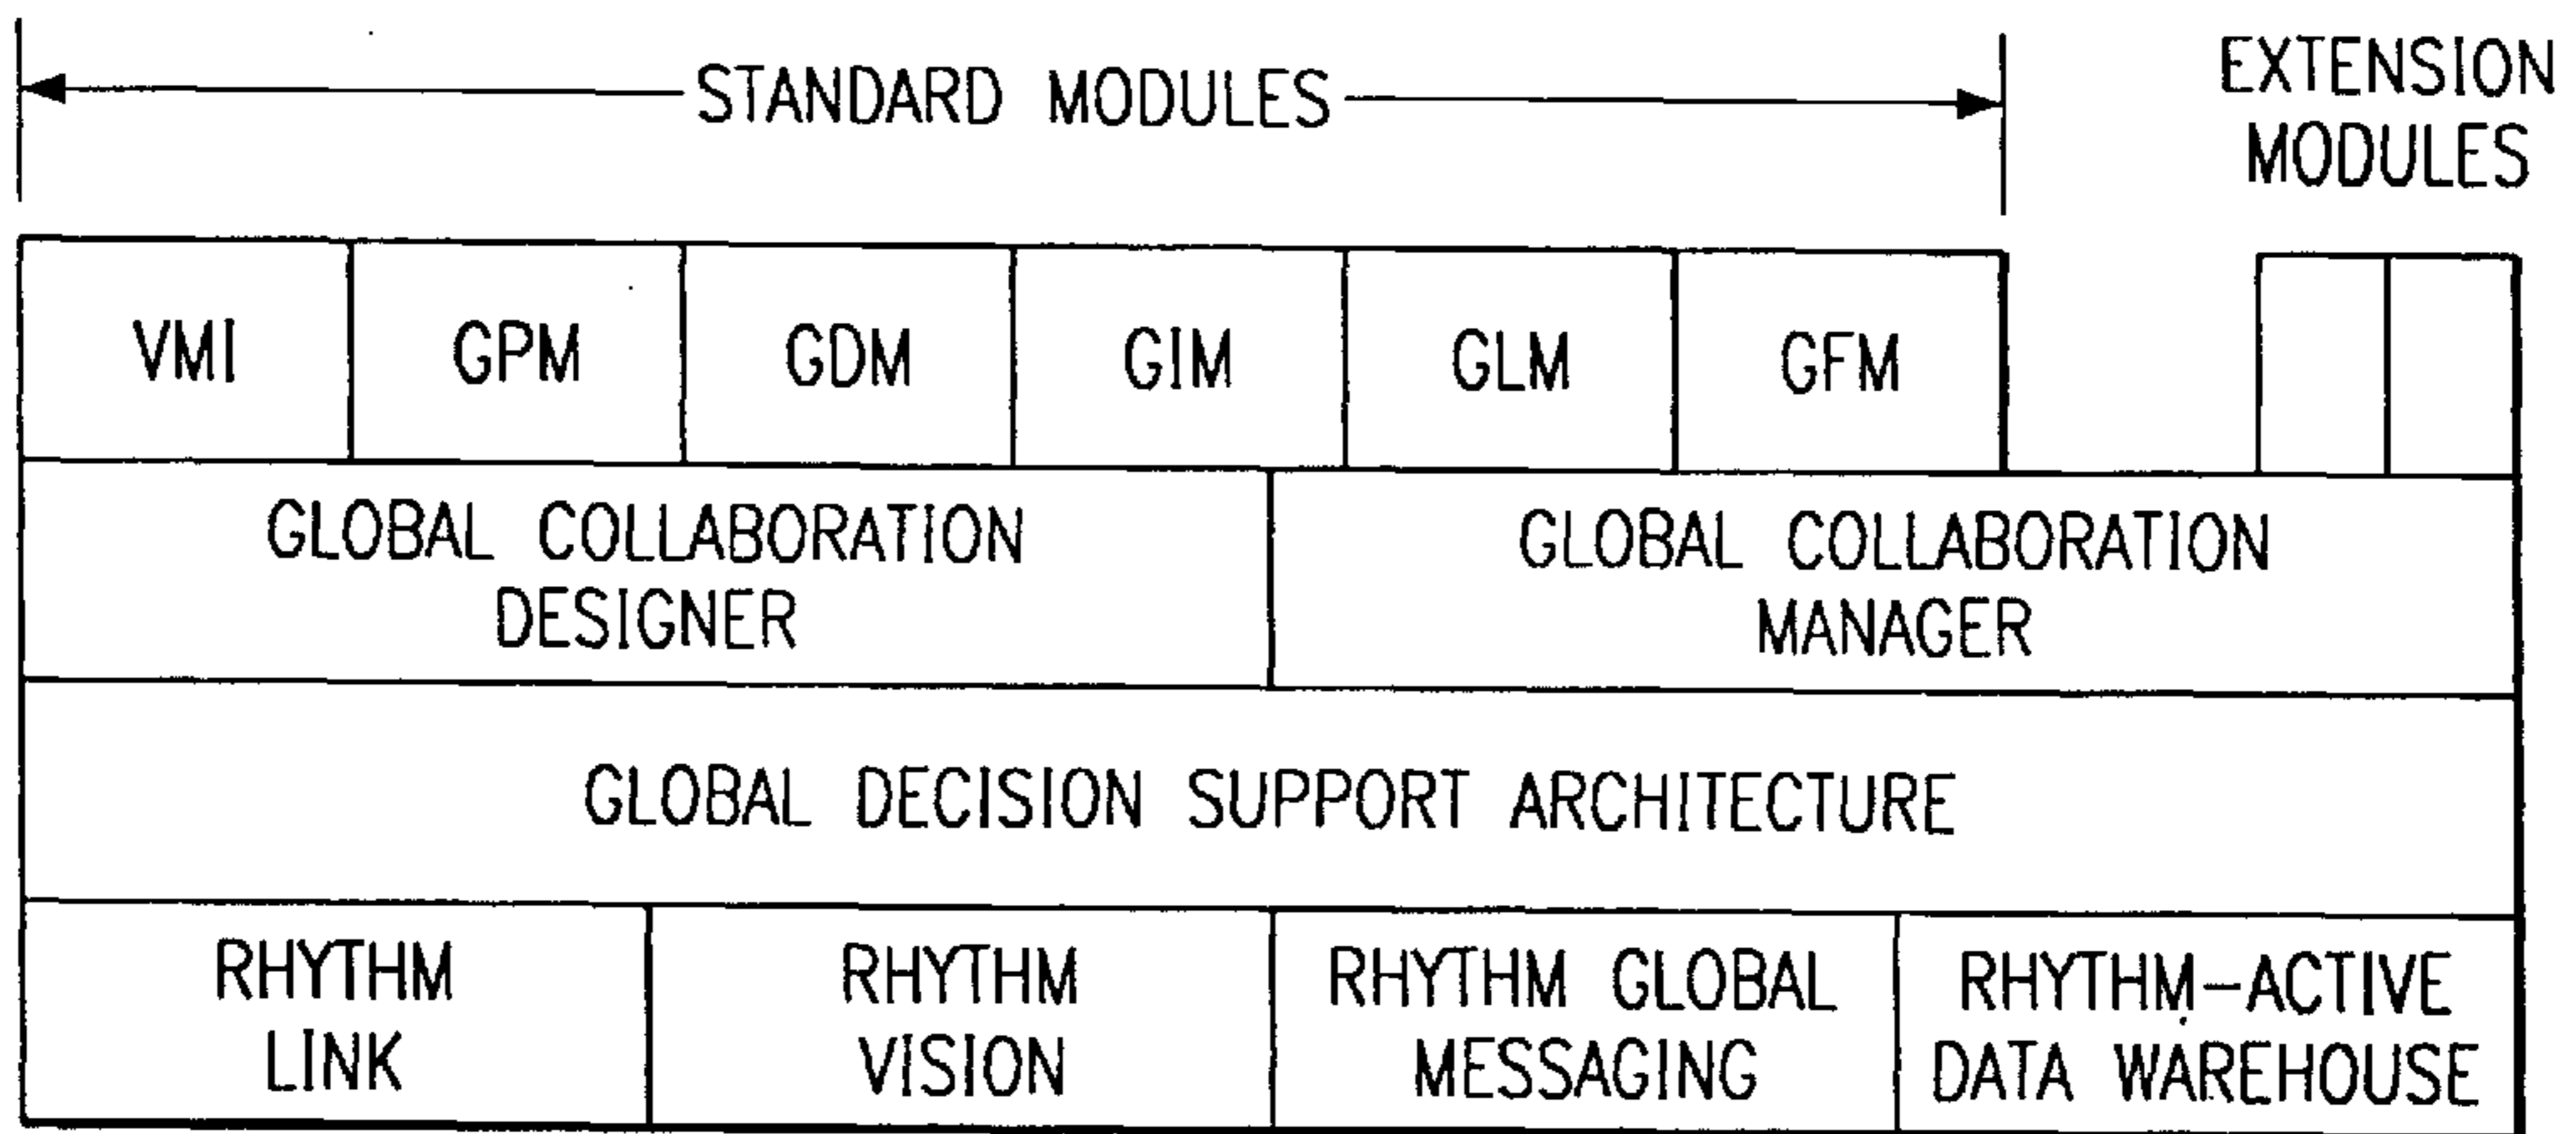 STANDARD MODULES
EXTENSION
MODULES
VMI
GPM
GDM
GIM
GLM
GFM
GLOBAL COLLABORATION
DESIGNER
GLOBAL COLLABORATION
MANAGER
GLOBAL DECISION SUPPORT ARCHITECTURE
RHYTHM
LINK
RHYTHM
VISION
RHYTHM GLOBAL
MESSAGING
RHYTHM-ACTIVE
DATA WAREHOUSE